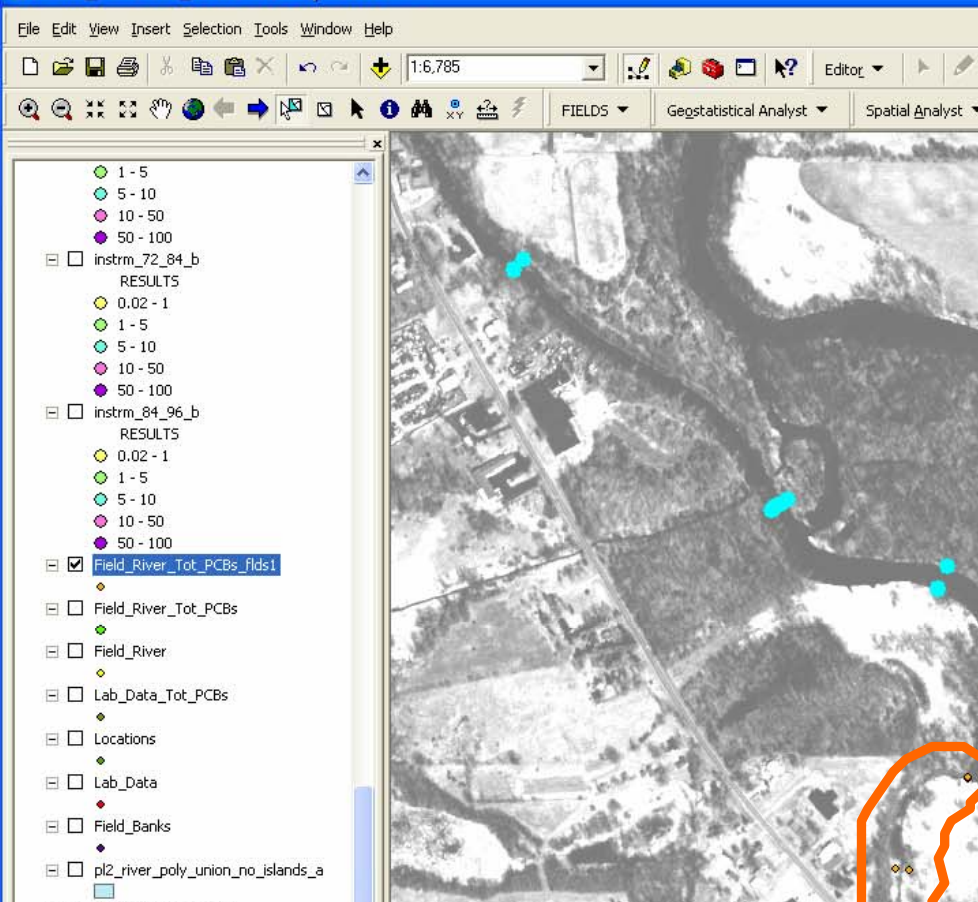 File Edit View Insert Selection Tools Window Help
1:6,785 Editor
XY FIELDS Geostatistical Analyst Spatial Analyst
1 - 5
5 - 10
10 - 50
50 - 100
instrm_72_84_b
RESULTS
0.02 - 1
1 - 5
5 - 10
10 - 50
50 - 100
instrm_84_96_b
RESULTS
0.02 - 1
1 - 5
5 - 10
10 - 50
50 - 100
Field_River_Tot_PCBs_flds1
Field_River_Tot_PCBs
Field_River
Lab_Data_Tot_PCBs
Locations
Lab_Data
Field_Banks
pl2_river_poly_union_no_islands_a